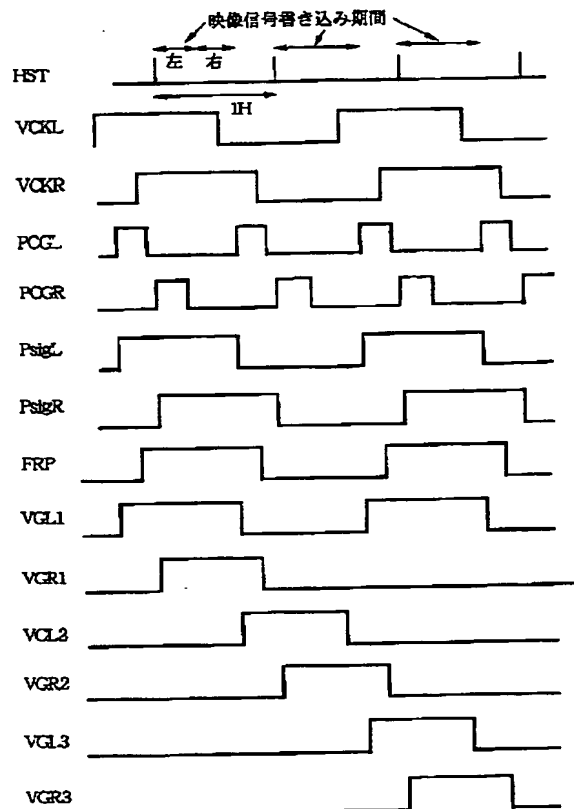 映像信号書き込み期間
左 右
HST
1H
VCKL
VCKR
PCGL
PCGR
PsigL
PsigR
FRP
VGL1
VGR1
VCL2
VGR2
VGL3
VGR3